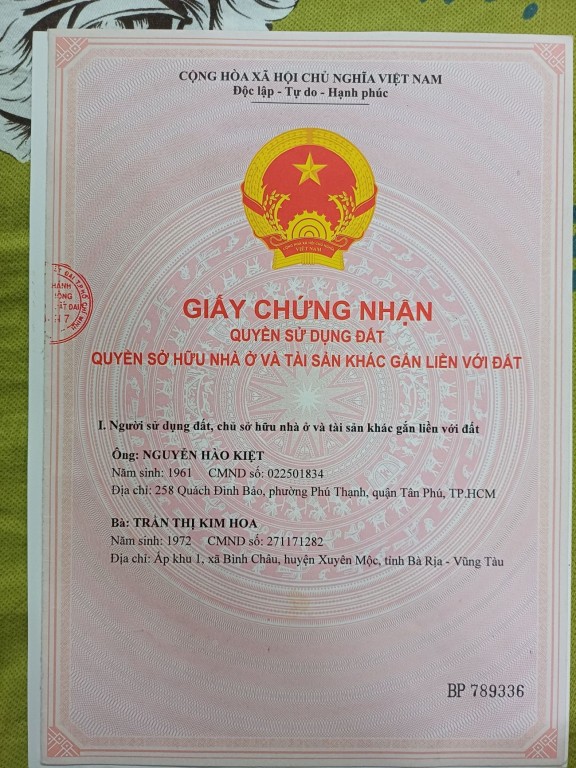 CỘNG HÒA XÃ HỘI CHỦ NGHĨA VIỆT NAM
Độc lập - Tự do - Hạnh phúc
VIỆT NAM
GIẤY CHỨNG NHẬN
QUYỀN SỬ DỤNG ĐẤT
QUYỀN SỞ HỮU NHÀ Ở VÀ TÀI SẢN KHÁC GẮN LIỀN VỚI ĐẤT
I. Người sử dụng đất, chủ sở hữu nhà ở và tài sản khác gắn liền với đất
Ông: NGUYỄN HÀO KIỆT
Năm sinh: 1961 CMND số: 022501834
Địa chỉ: 258 Quách Đình Bảo, phường Phú Thạnh, quận Tân Phú, TP.HCM
Bà: TRẦN THỊ KIM HOA
Năm sinh: 1972 CMND số: 271171282
Địa chỉ: Ấp khu 1, xã Bình Châu, huyện Xuyên Mộc, tỉnh Bà Rịa - Vũng Tàu
BP 789336